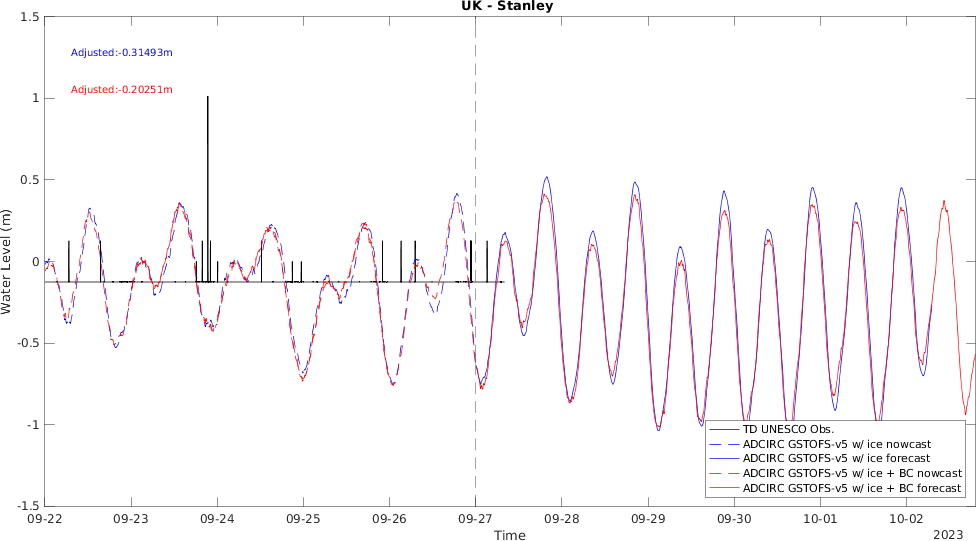 UK - Stanley
1.5
1
0.5
0
-0.5
-1
-1.5
Water Level (m)
Adjusted:-0.31493m
Adjusted:-0.20251m
TD UNESCO Obs.
ADCIRC GSTOFS-v5 w/ ice nowcast
ADCIRC GSTOFS-v5 w/ ice forecast
ADCIRC GSTOFS-v5 w/ ice + BC nowcast
ADCIRC GSTOFS-v5 w/ ice + BC forecast
09-22 09-23 09-24 09-25 09-26 09-27 09-28 09-29 09-30 10-01 10-02
Time
2023